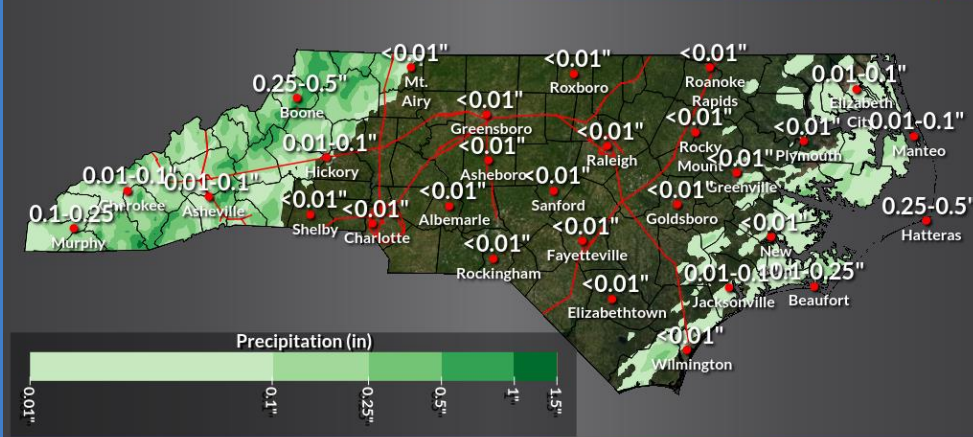 <0.01"
Mt.
Airy
<0.01"
Roxboro
<0.01"
Roanoke
Rapids
0.25-0.5"
Boone
0.01-0.1"
Elizabeth
City
<0.01"
Greensboro
0.01-0.1"
Manteo
0.01-0.1"
Hickory
<0.01"
Asheboro
<0.01"
Raleigh
<0.01"
Rocky
Mount
<0.01"
Plymouth
0.01-0.1"
Cherokee
0.01-0.1"
Asheville
<0.01"
Shelby
<0.01"
Charlotte
<0.01"
Albemarle
<0.01"
Sanford
<0.01"
Goldsboro
<0.01"
Greenville
0.1-0.25"
Murphy
<0.01"
Rockingham
<0.01"
Fayetteville
<0.01"
New
0.25-0.5"
Hatteras
<0.01"
Elizabethtown
0.01-0.1"
Jacksonville
0.1-0.25"
Beaufort
<0.01"
Wilmington
Precipitation (in)
0.01"
0.1"
0.25"
0.5"
1"
1.5"